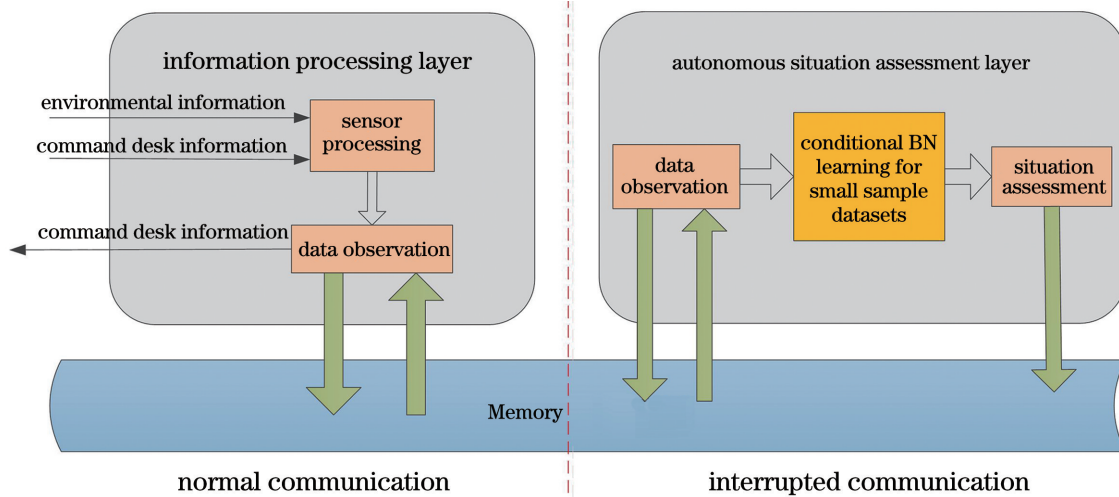 information processing layer
environmental information
command desk information
sensor
processing
command desk information
data observation
autonomous situation assessment layer
data
observation
conditional BN
learning for
small sample
datasets
situation
assessment
Memory
normal communication
interrupted communication